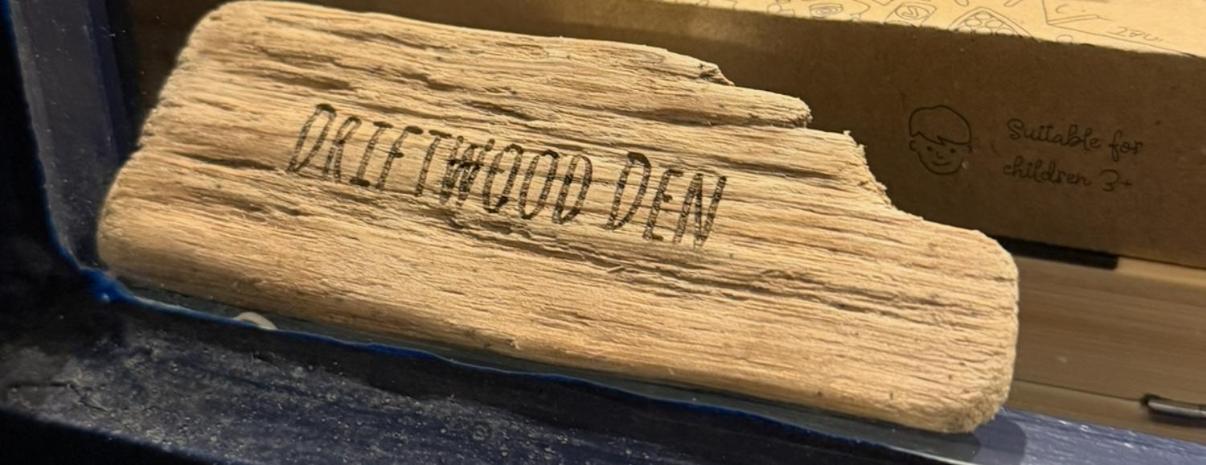 DRIFTWOOD DEN
Suitable for
children 3+